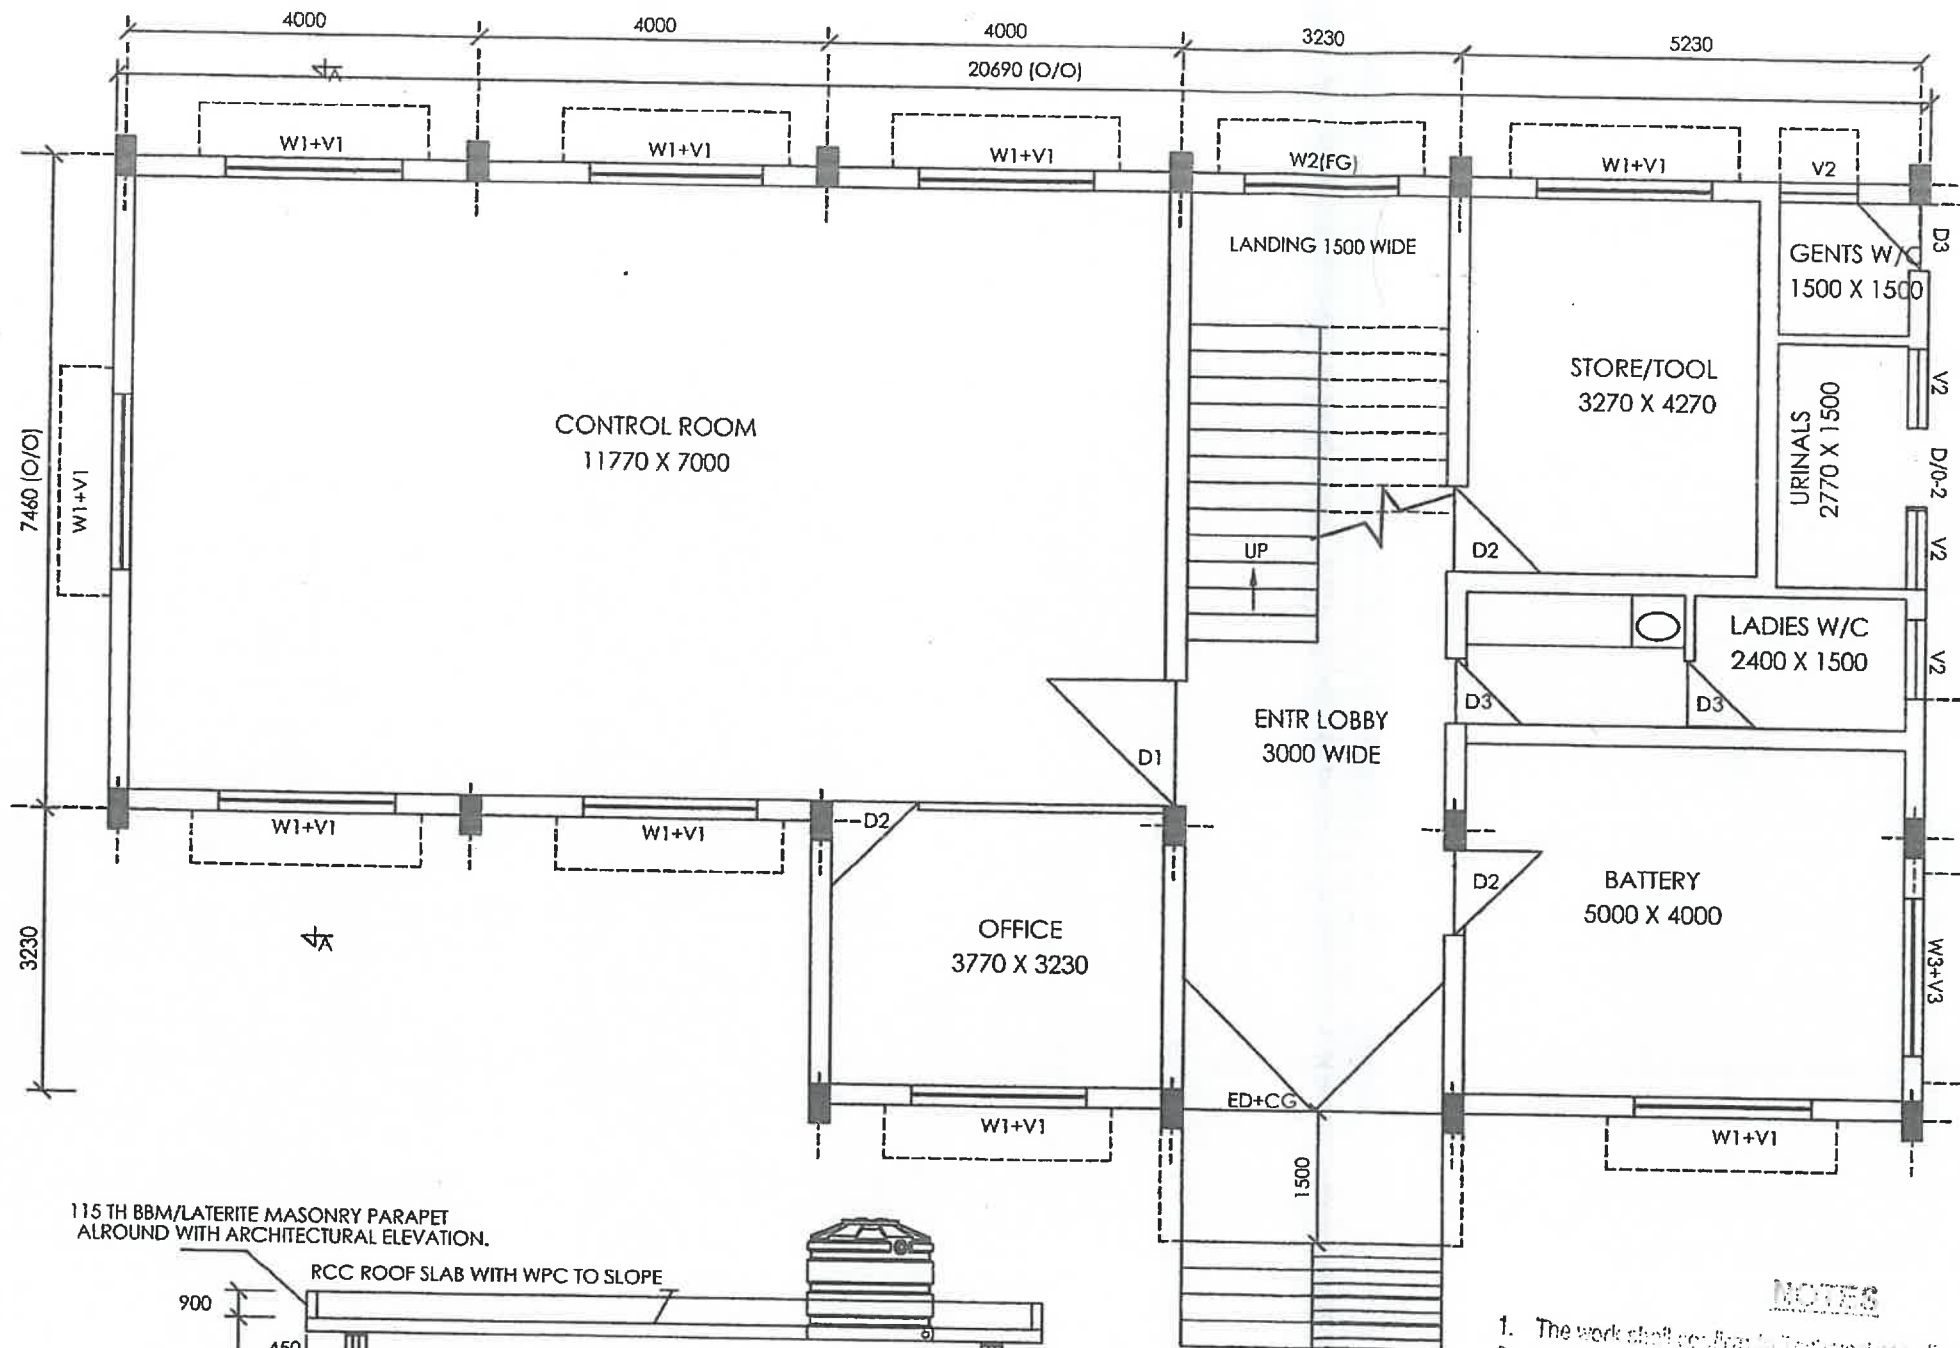 4000
4000
4000
3230
5230
20690 (O/O)
A
W1+V1
W1+V1
W1+V1
W2(FG)
W1+V1
V2
LANDING 1500 WIDE
D3
GENTS W/C
1500 X 1500
STORE/TOOL
3270 X 4270
V2
CONTROL ROOM
11770 X 7000
URINALS
2770 X 1500
D/0-2
7460 (O/O)
W1+V1
UP
D2
V2
LADIES W/C
2400 X 1500
V2
D3
D3
ENTR LOBBY
3000 WIDE
D1
W1+V1
W1+V1
D2
D2
BATTERY
5000 X 4000
A
OFFICE
3770 X 3230
3230
W3+V3
ED+CG
W1+V1
W1+V1
1500
115 TH BBM/LATERITE MASONRY PARAPET
ALROUND WITH ARCHITECTURAL ELEVATION.
RCC ROOF SLAB WITH WPC TO SLOPE
900
450
NOTES
1. The work shall